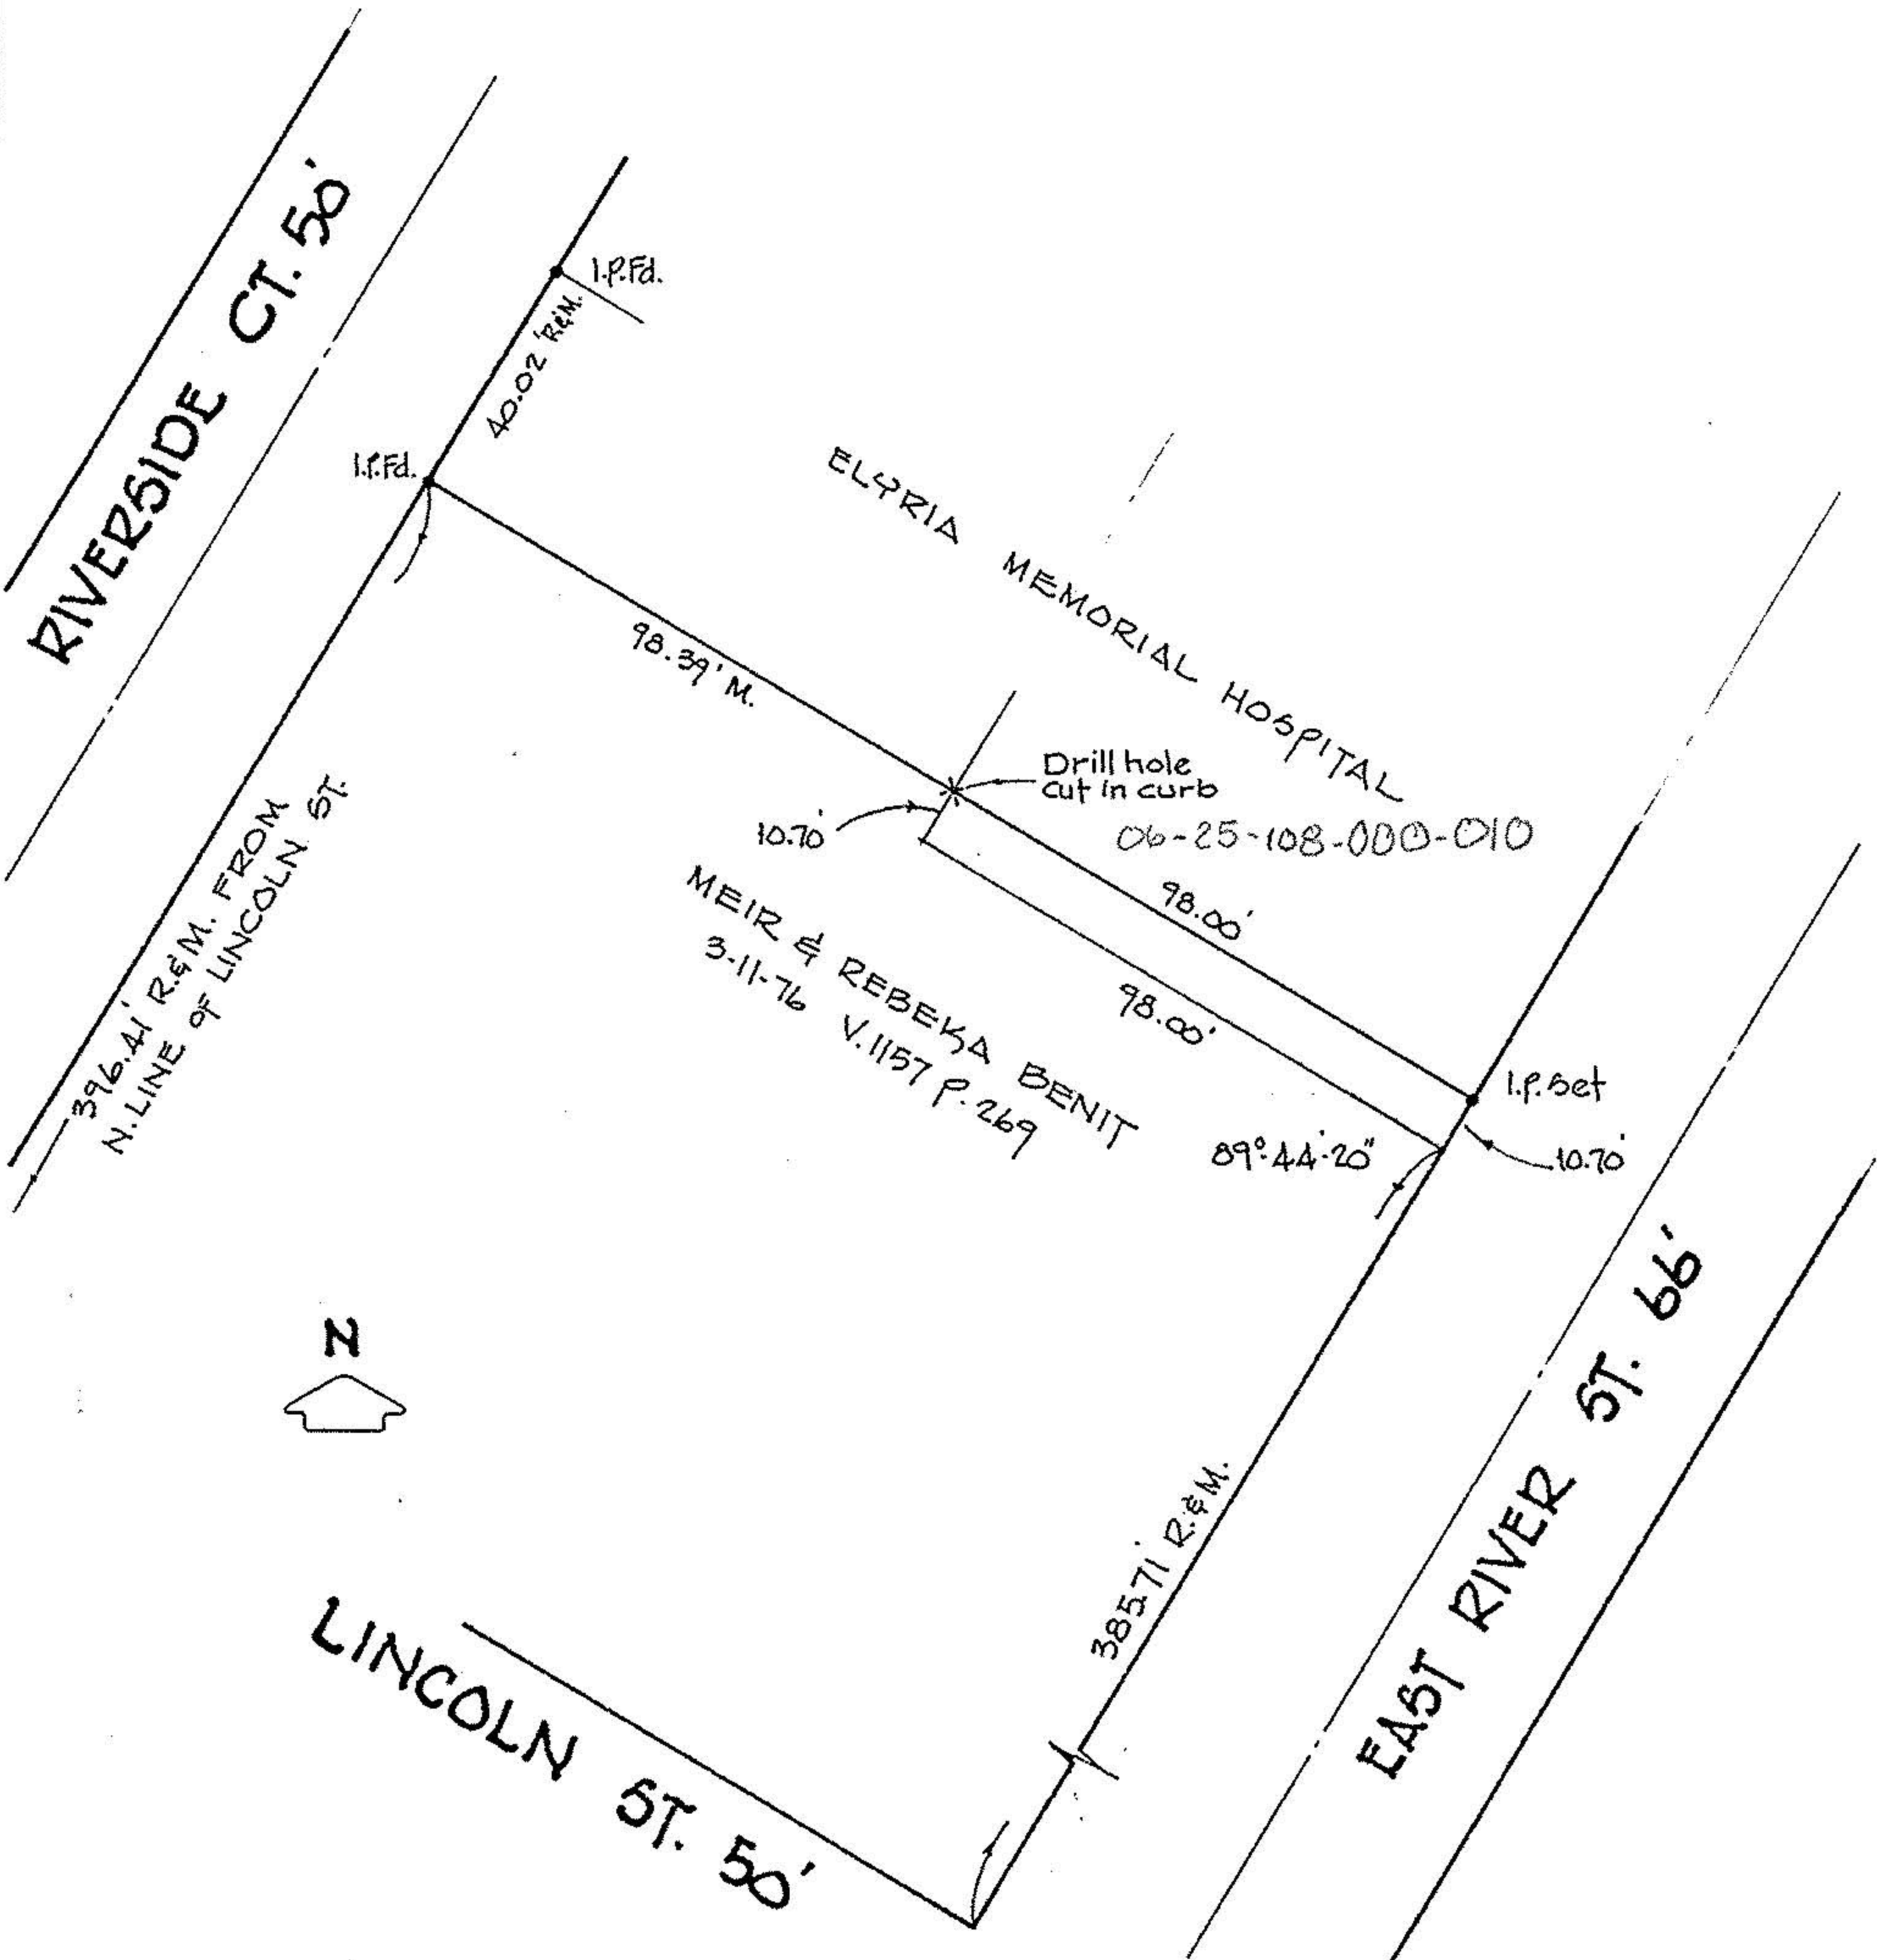 RIVERSIDE CT. 50'
I.P.Fd.
40.02' R&M.
I.P.Fd.
ELYRIA MEMORIAL HOSPITAL
98.39' M.
Drill hole
cut in curb
10.70'
06-25-108-000-010
98.00'
MEIR & REBEKA BENIT
3-11-76 V.1157 P.269
98.00'
396.41' R.&M. FROM
N. LINE OF LINCOLN ST.
I.P. Set
89°-44'-20"
10.70'
N
385.71' R.&M.
EAST RIVER ST. 66'
LINCOLN ST. 50'